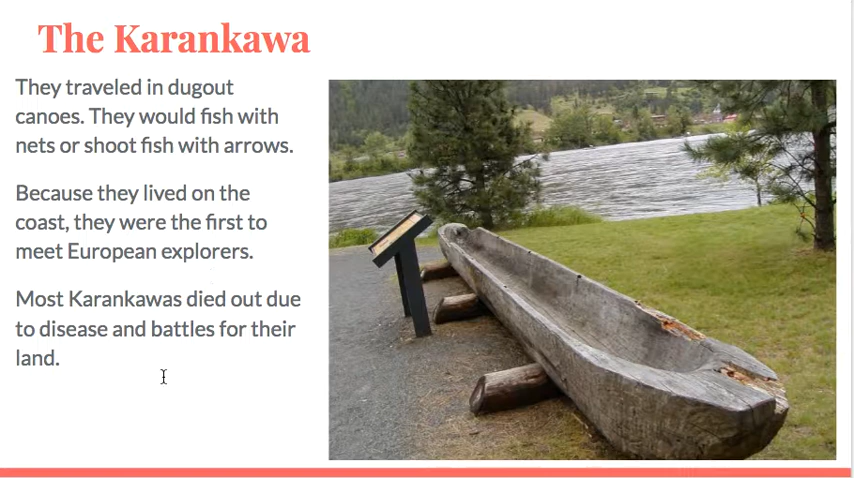 The Karankawa
They traveled in dugout
canoes. They would fish with
nets or shoot fish with arrows.
Because they lived on the
coast, they were the first to
meet European explorers.
Most Karankawas died out due
to disease and battles for their
land.